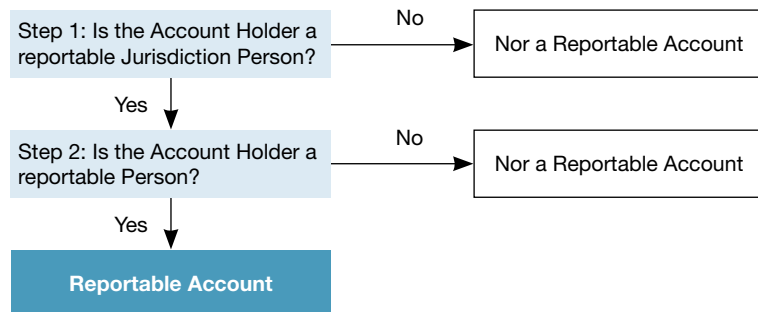 Step 1: Is the Account Holder a
reportable Jurisdiction Person?
No
Nor a Reportable Account
Yes
Step 2: Is the Account Holder a
reportable Person?
No
Nor a Reportable Account
Yes
Reportable Account